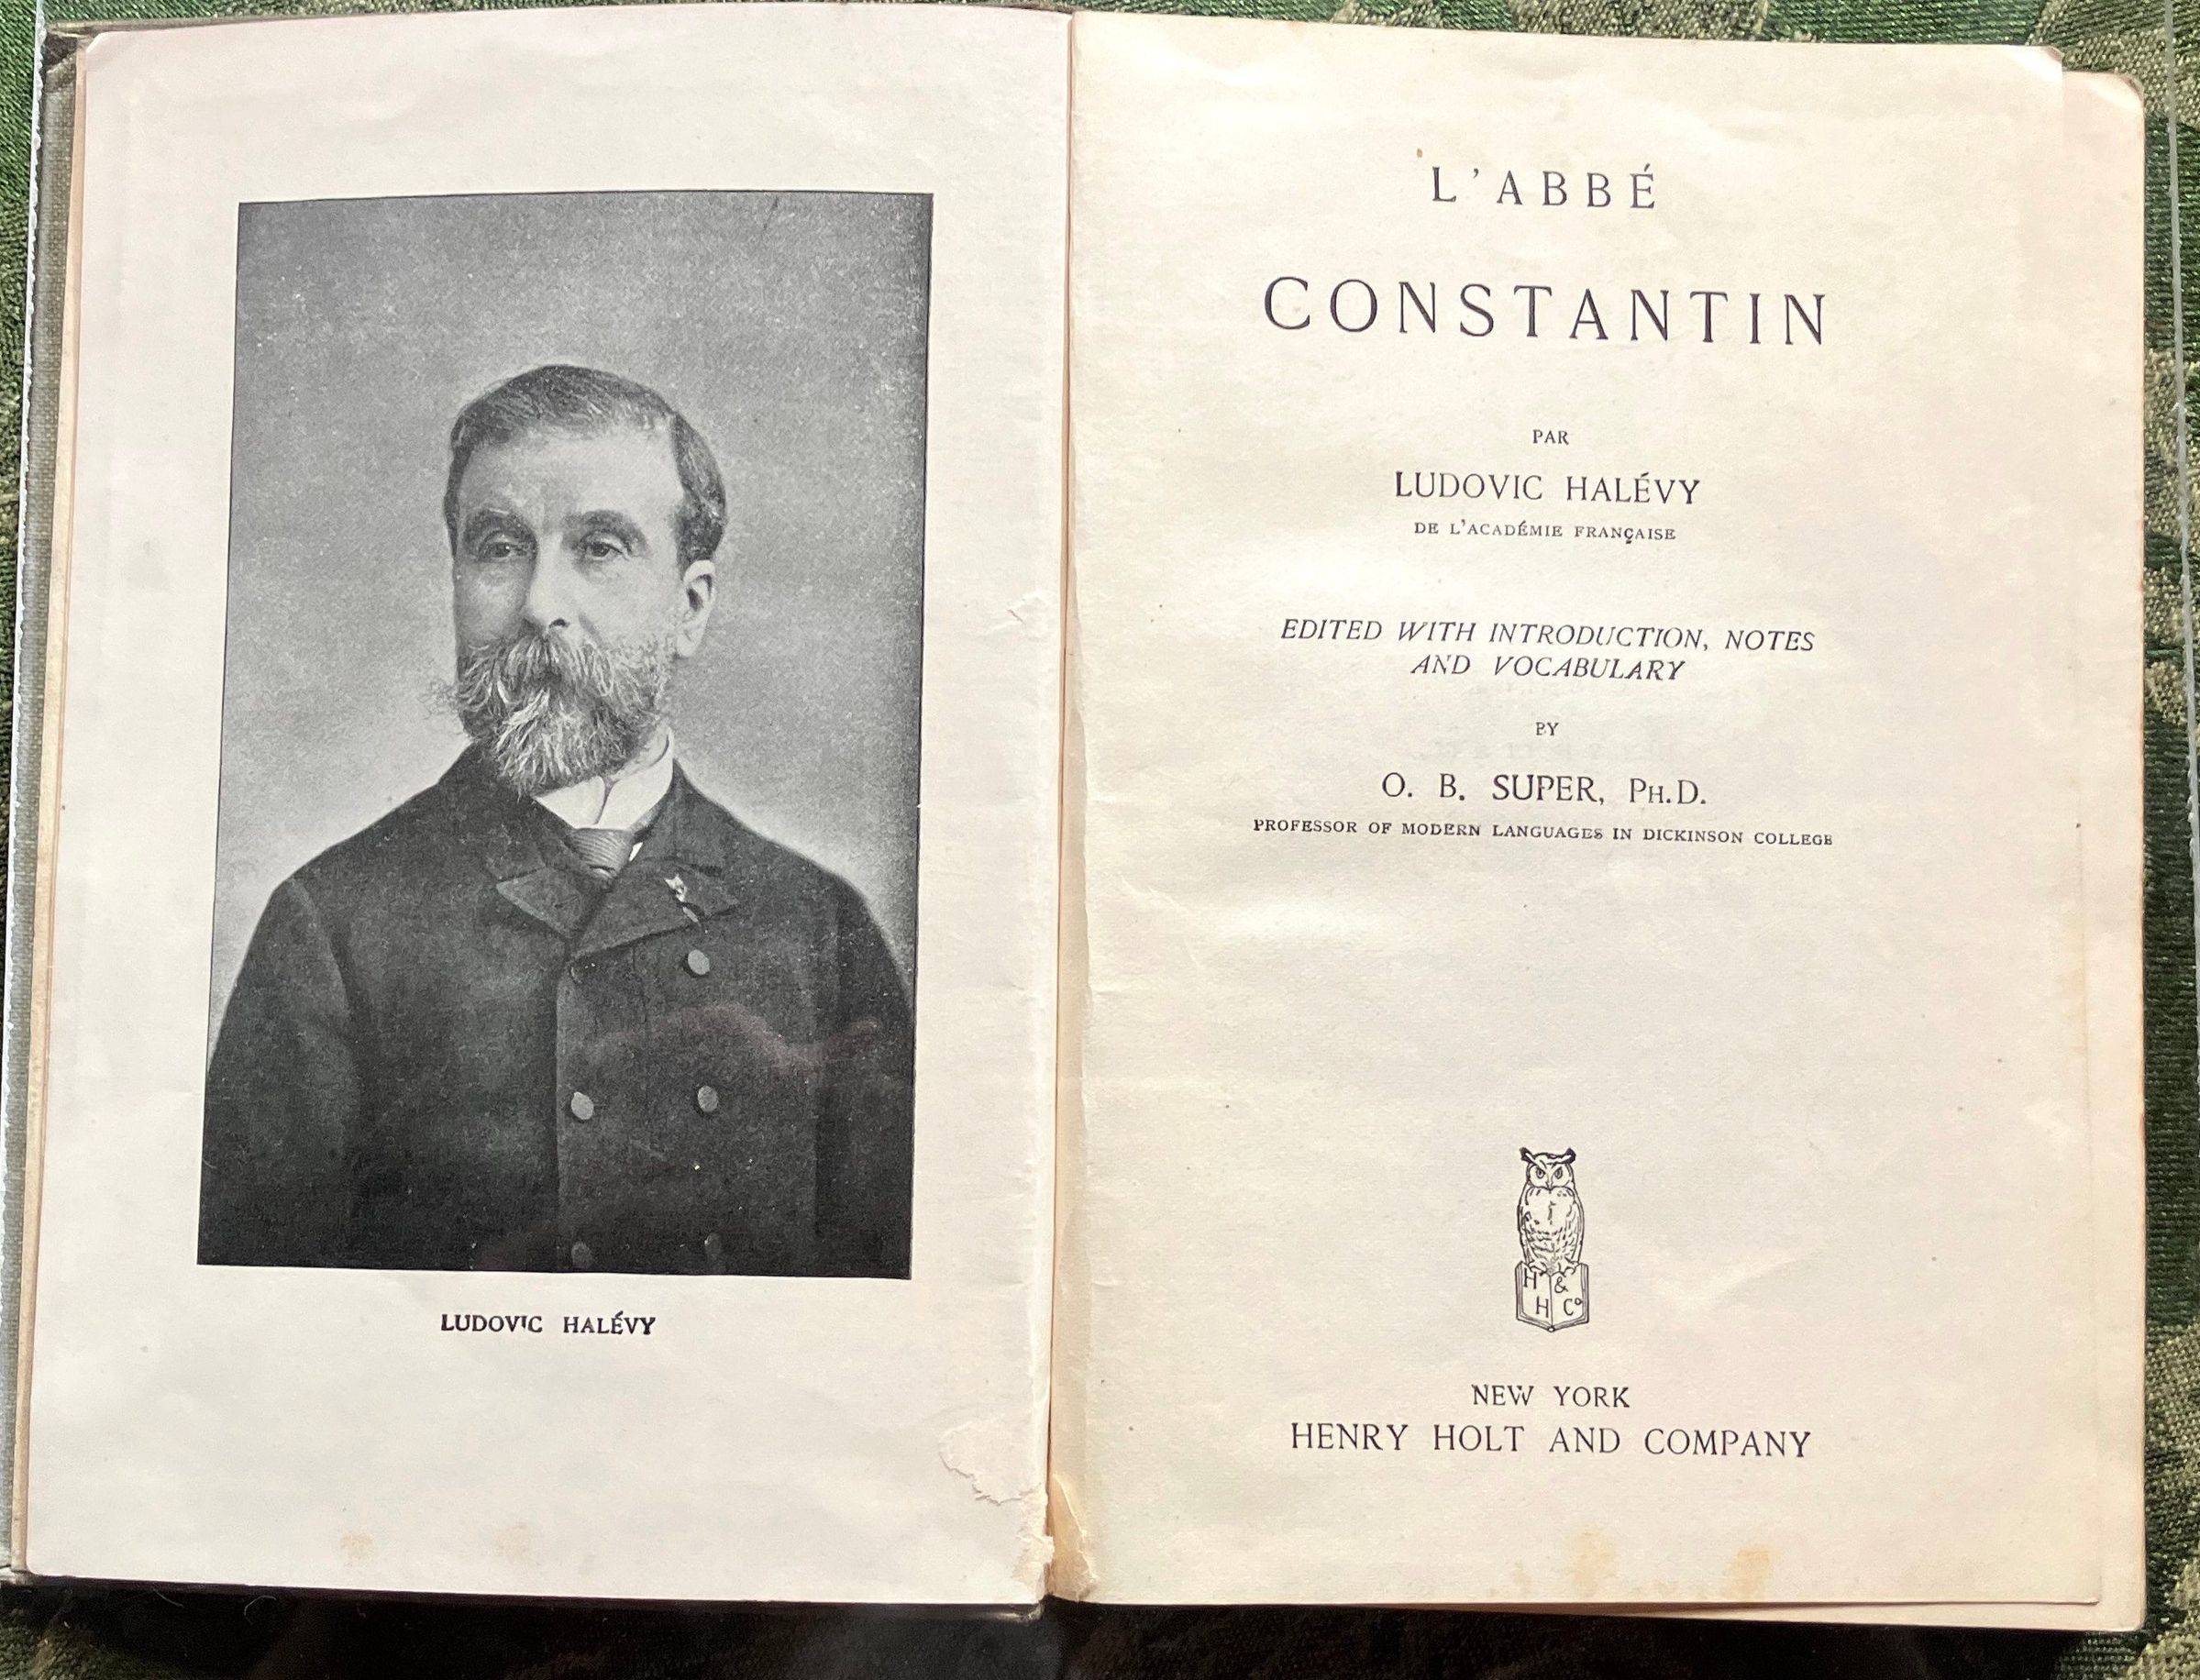 LUDOVIC HALÉVY
L'ABBÉ
CONSTANTIN
PAR
LUDOVIC HALÉVY
DE L'ACADÉMIE FRANÇAISE
EDITED WITH INTRODUCTION, NOTES
AND VOCABULARY
BY
O. B. SUPER, PH.D.
PROFESSOR OF MODERN LANGUAGES IN DICKINSON COLLEGE
H &
H Cº
NEW YORK
HENRY HOLT AND COMPANY